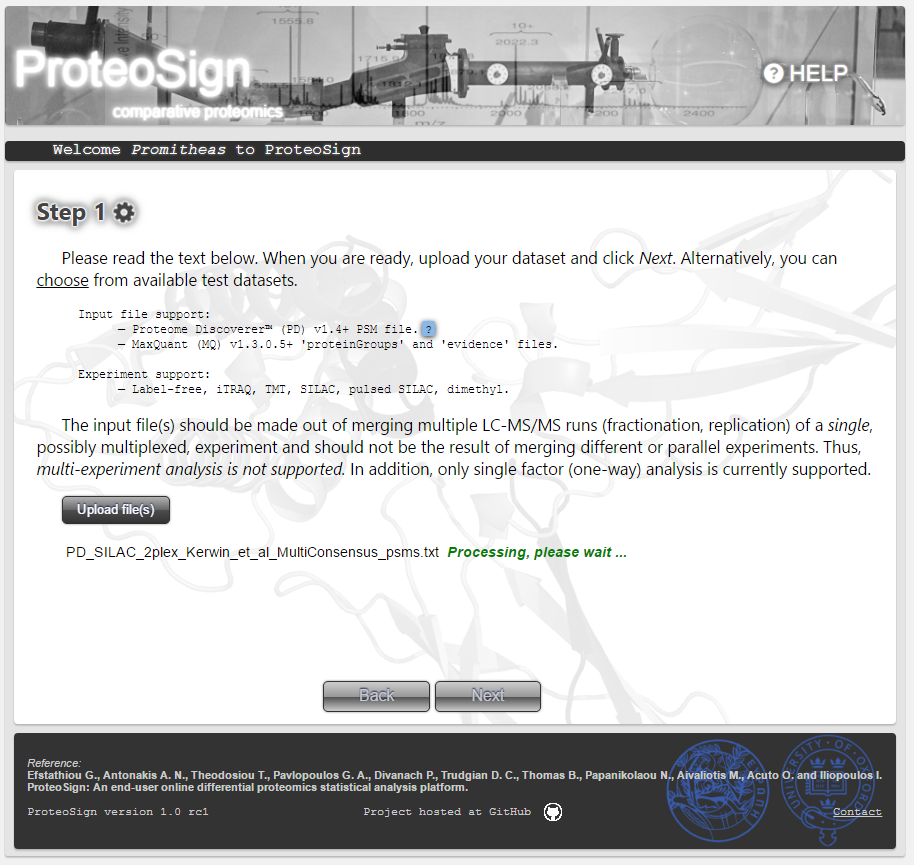 1555.8
10+
2022.3
ProteoSign
comparative proteomics
m/z
2000
2400
HELP
Welcome Promitheas to ProteoSign
Step 1
Please read the text below. When you are ready, upload your dataset and click Next. Alternatively, you can
choose from available test datasets.
Input file support:
– Proteome Discoverer™ (PD) v1.4+ PSM file. ?
– MaxQuant (MQ) v1.3.0.5+ 'proteinGroups' and 'evidence' files.
Experiment support:
– Label-free, iTRAQ, TMT, SILAC, pulsed SILAC, dimethyl.
The input file(s) should be made out of merging multiple LC-MS/MS runs (fractionation, replication) of a single,
possibly multiplexed, experiment and should not be the result of merging different or parallel experiments. Thus,
multi-experiment analysis is not supported. In addition, only single factor (one-way) analysis is currently supported.
Upload file(s)
PD_SILAC_2plex_Kerwin_et_al_MultiConsensus_psms.txt Processing, please wait ...
Back Next
Reference:
Efstathiou G., Antonakis A. N., Theodosiou T., Pavlopoulos G. A., Divanach P., Trudgian D. C., Thomas B., Papanikolaou N., Aivaliotis M., Acuto O. and Iliopoulos I.
ProteoSign: An end-user online differential proteomics statistical analysis platform.
ProteoSign version 1.0 rc1 Project hosted at GitHub Contact